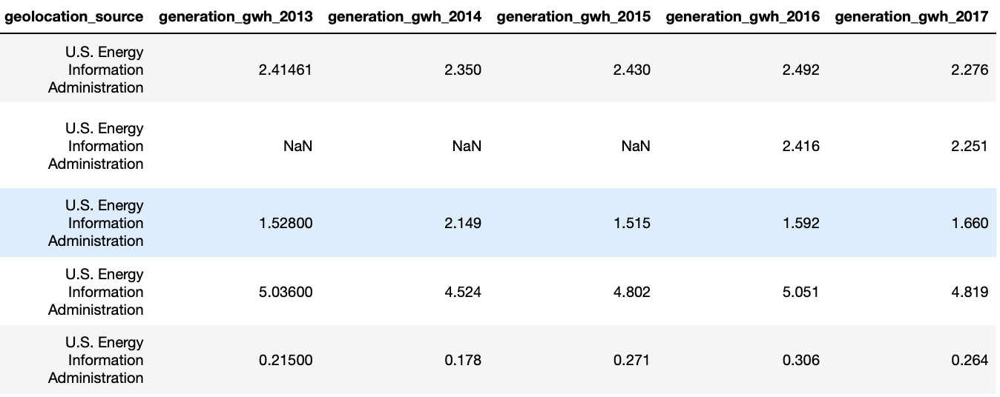 geolocation_source generation_gwh_2013 generation_gwh_2014 generation_gwh_2015 generation_gwh_2016 generation_gwh_2017
U.S. Energy
Information
Administration
2.41461 2.350 2.430 2.492 2.276
U.S. Energy
Information
Administration
NaN NaN NaN 2.416 2.251
U.S. Energy
Information
Administration
1.52800 2.149 1.515 1.592 1.660
U.S. Energy
Information
Administration
5.03600 4.524 4.802 5.051 4.819
U.S. Energy
Information
Administration
0.21500 0.178 0.271 0.306 0.264